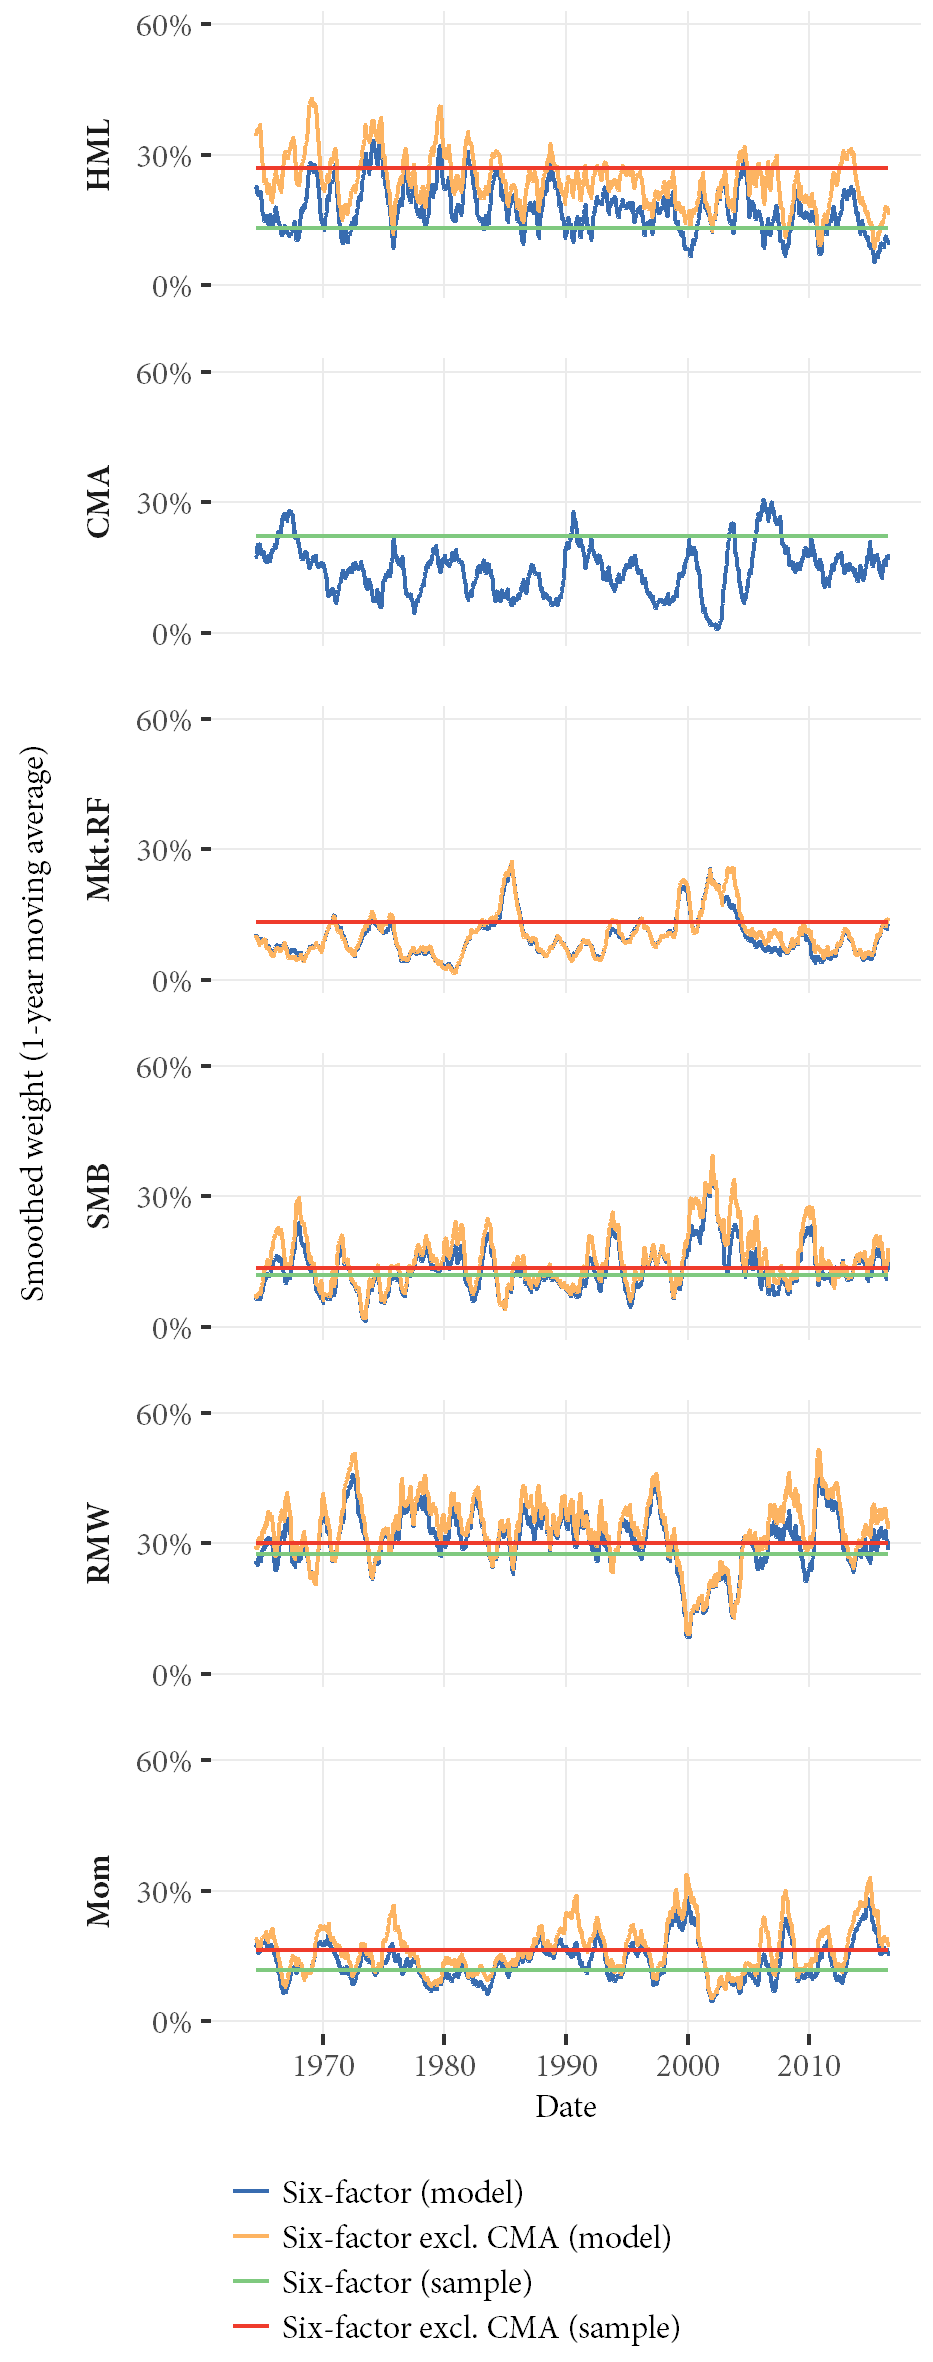 Smoothed weight (1-year moving average)
HML
60%
30%
0%
CMA
60%
30%
0%
Mkt.RF
60%
30%
0%
SMB
60%
30%
0%
RMW
60%
30%
0%
Mom
60%
30%
0%
1970 1980 1990 2000 2010
Date
Six-factor (model)
Six-factor excl. CMA (model)
Six-factor (sample)
Six-factor excl. CMA (sample)